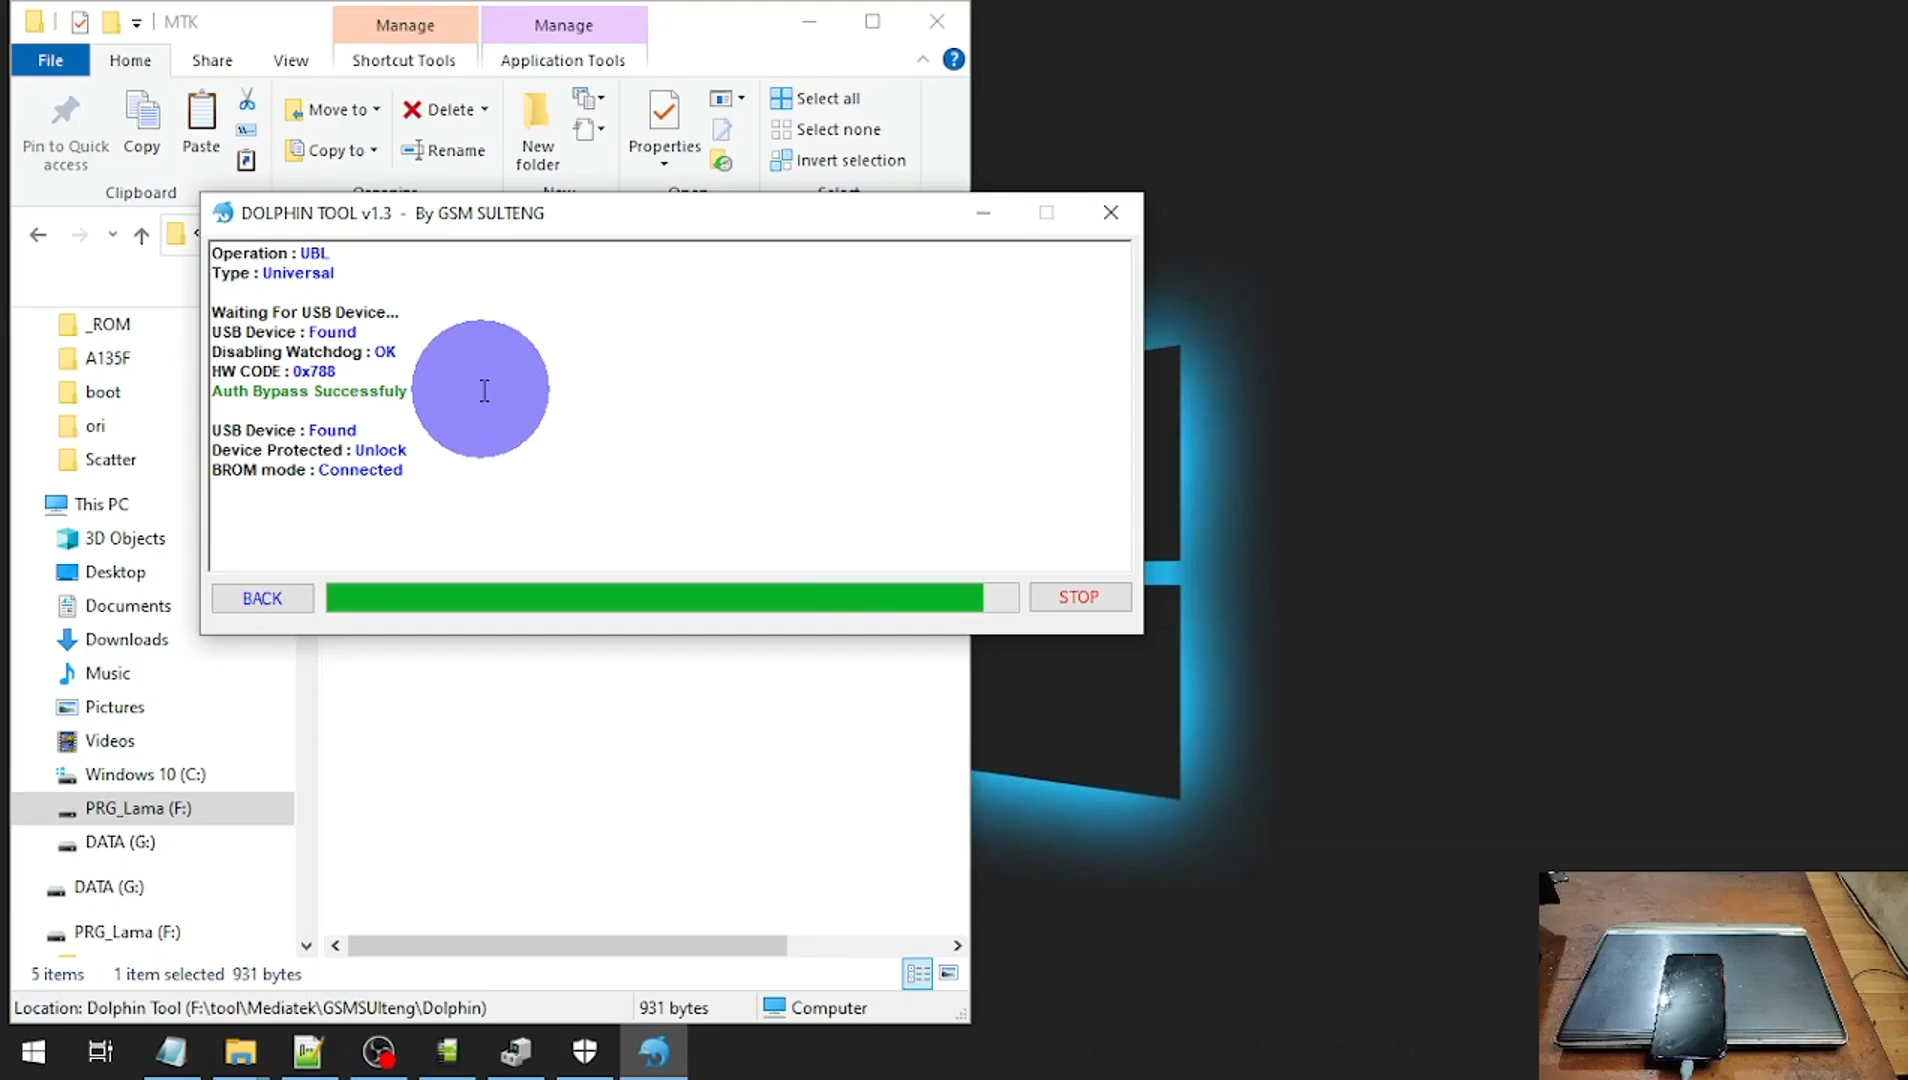 MTK
Manage
Manage
File
Home
Share
View
Shortcut Tools
Application Tools
Pin to Quick
access
Copy
Paste
Move to
Copy to
Delete
Rename
New
folder
Properties
Select all
Select none
Invert selection
Clipboard
Organize
New
Open
Select
DOLPHIN TOOL v1.3 - By GSM SULTENG
Operation : UBL
Type : Universal
Waiting For USB Device...
USB Device : Found
Disabling Watchdog : OK
HW CODE : 0x788
Auth Bypass Successfuly
USB Device : Found
Device Protected : Unlock
BROM mode : Connected
BACK
STOP
_ROM
A135F
boot
ori
Scatter
This PC
3D Objects
Desktop
Documents
Downloads
Music
Pictures
Videos
Windows 10 (C:)
PRG_Lama (F:)
DATA (G:)
DATA (G:)
PRG_Lama (F:)
5 items 1 item selected 931 bytes
Location: Dolphin Tool (F:\tool\Mediatek\GSMSUlteng\Dolphin)
931 bytes
Computer